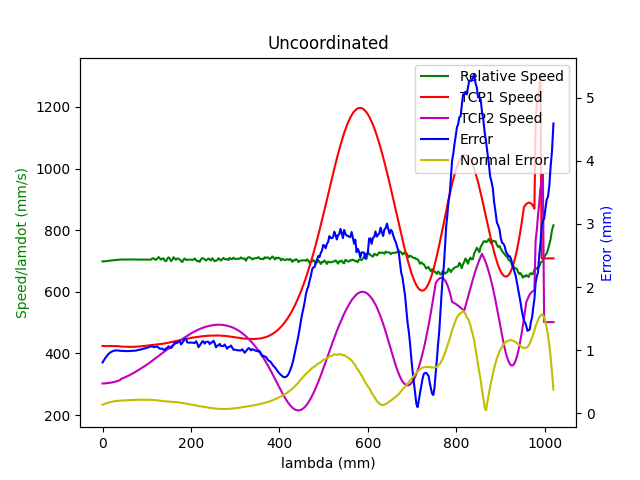 Uncoordinated
Relative Speed
TCP1 Speed
TCP2 Speed
Error
Normal Error
Speed/lamdot (mm/s)
1200
1000
800
600
400
200
5
4
3
2
1
0
Error (mm)
0 200 400 600 800 1000
lambda (mm)